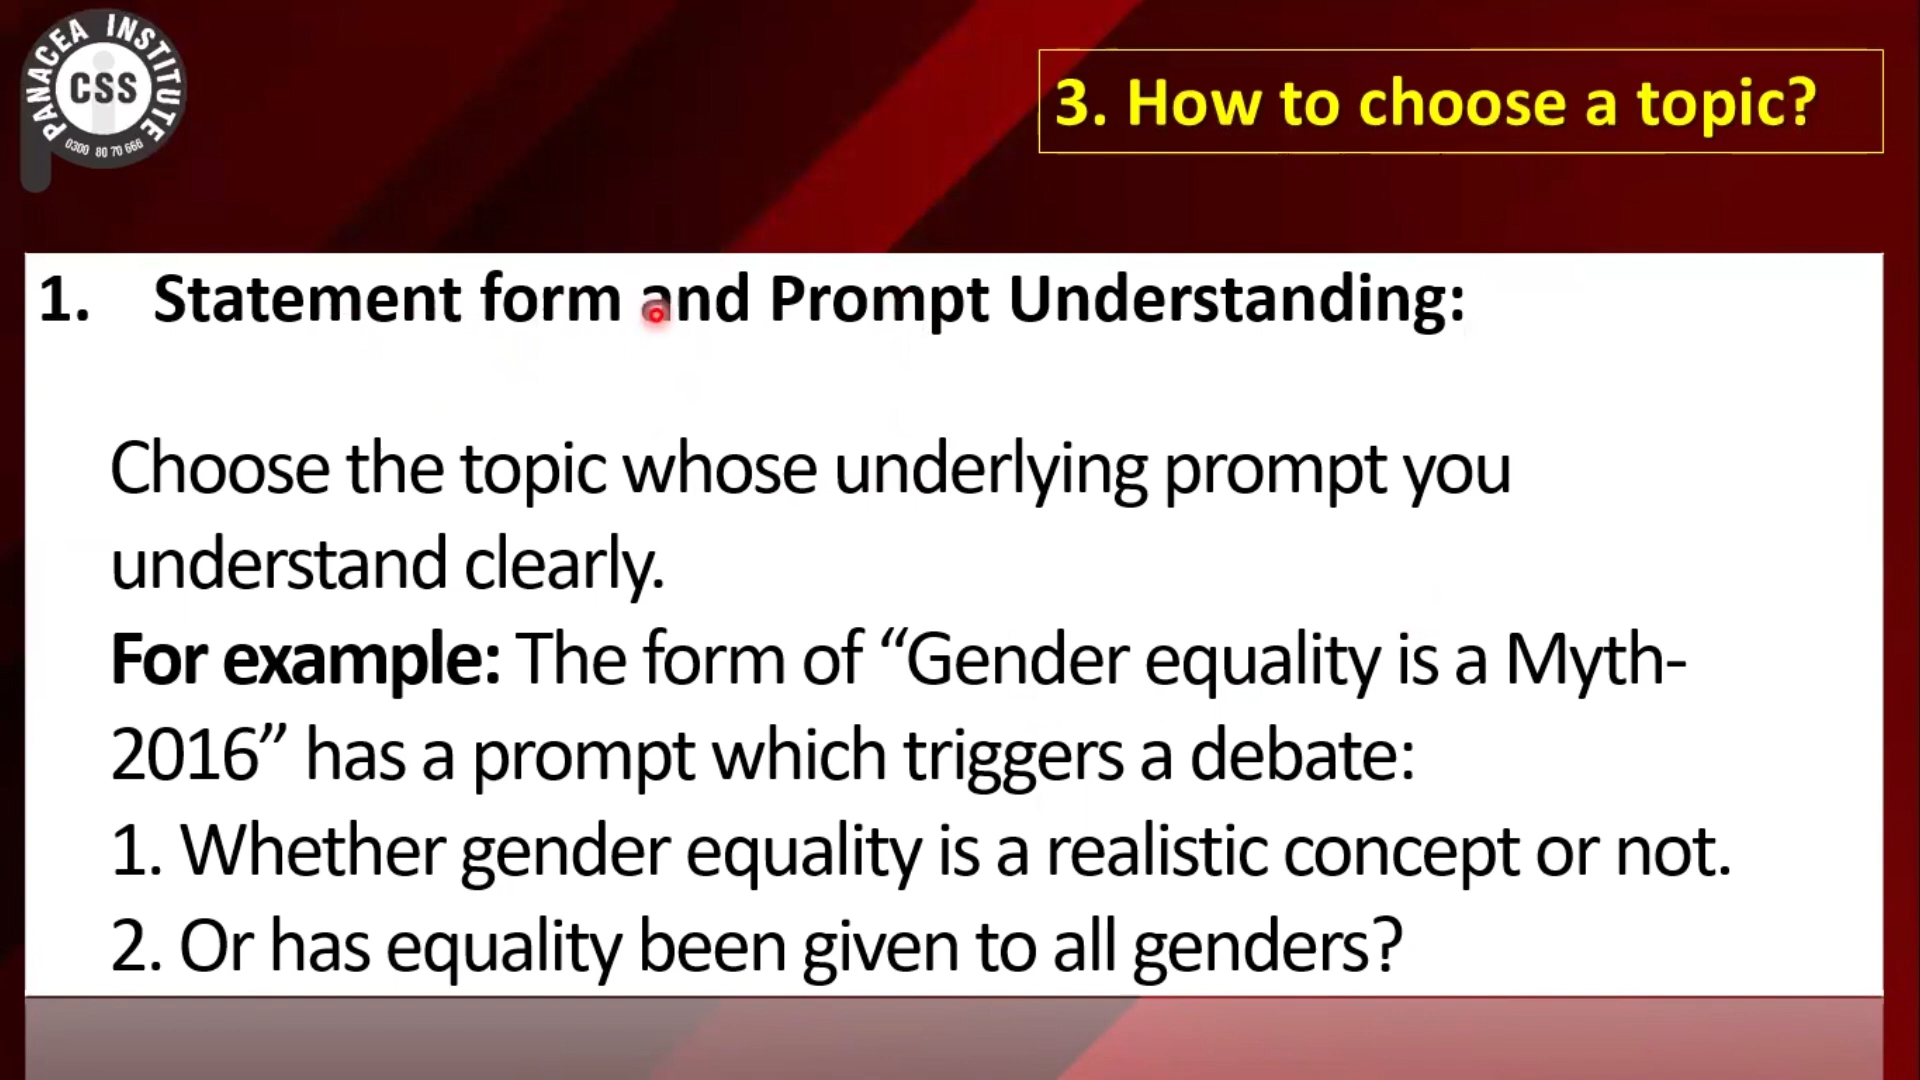 PANACEA INSTITUTE
CSS
0300 80 70 666
3. How to choose a topic?
1. Statement form and Prompt Understanding:
Choose the topic whose underlying prompt you
understand clearly.
For example: The form of “Gender equality is a Myth-
2016” has a prompt which triggers a debate:
1. Whether gender equality is a realistic concept or not.
2. Or has equality been given to all genders?